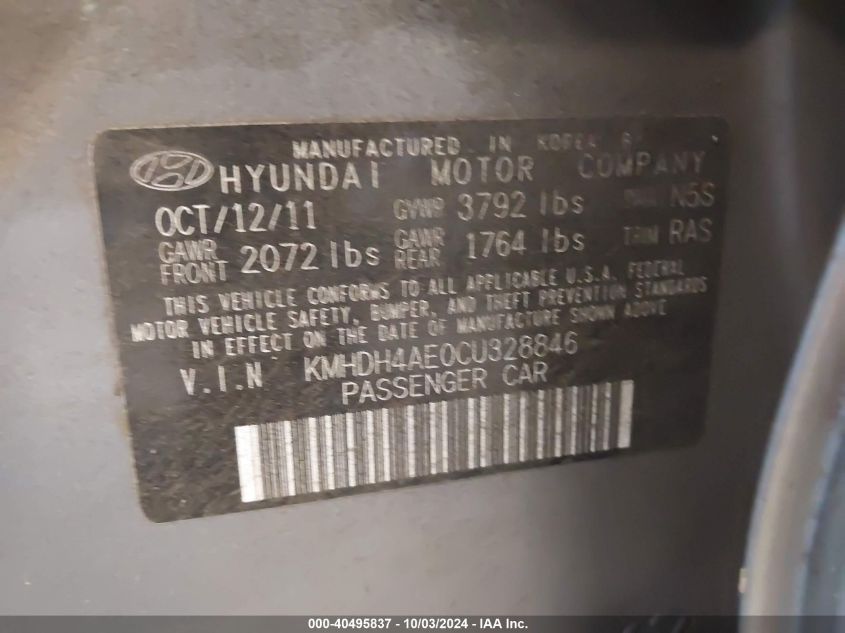 MANUFACTURED IN KOREA BY
HYUNDAI MOTOR COMPANY
OCT/12/11 GVWR 3792 lbs N5S
GAWR FRONT 2072 lbs GAWR REAR 1764 lbs TRIM RAS
THIS VEHICLE CONFORMS TO ALL APPLICABLE U.S.A. FEDERAL
MOTOR VEHICLE SAFETY, BUMPER, AND THEFT PREVENTION STANDARDS
IN EFFECT ON THE DATE OF MANUFACTURE SHOWN ABOVE
V.I.N KMHDH4AE0CU328846
PASSENGER CAR
000-40495837 - 10/03/2024 - IAA Inc.